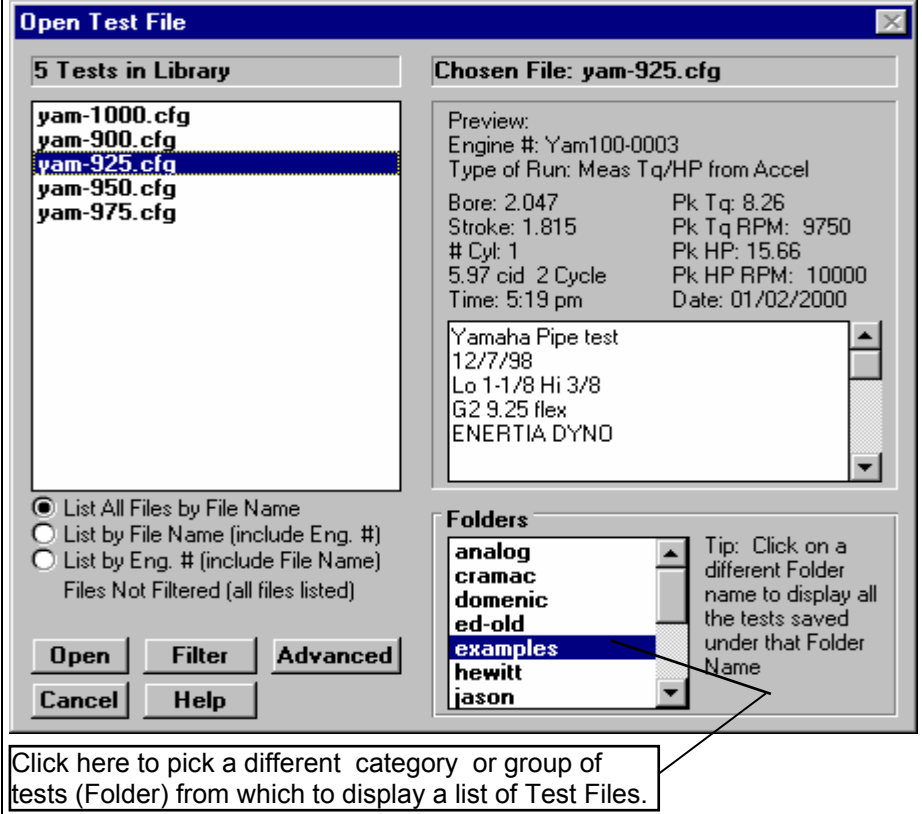 Open Test File
5 Tests in Library
yam-1000.cfg
yam-900.cfg
yam-925.cfg
yam-950.cfg
yam-975.cfg
List All Files by File Name
List by File Name (include Eng. #)
List by Eng. # (include File Name)
Files Not Filtered (all files listed)
Open
Filter
Advanced
Cancel
Help
Chosen File: yam-925.cfg
Preview:
Engine #: Yam100-0003
Type of Run: Meas Tq/HP from Accel
Bore: 2.047
Stroke: 1.815
# Cyl: 1
5.97 cid 2 Cycle
Time: 5:19 pm
Pk Tq: 8.26
Pk Tq RPM: 9750
Pk HP: 15.66
Pk HP RPM: 10000
Date: 01/02/2000
Yamaha Pipe test
12/7/98
Lo 1-1/8 Hi 3/8
G2 9.25 flex
ENERTIA DYNO
Folders
analog
cramac
domenic
ed-old
examples
hewitt
jason
Tip: Click on a
different Folder
name to display all
the tests saved
under that Folder
Name
Click here to pick a different category or group of
tests (Folder) from which to display a list of Test Files.